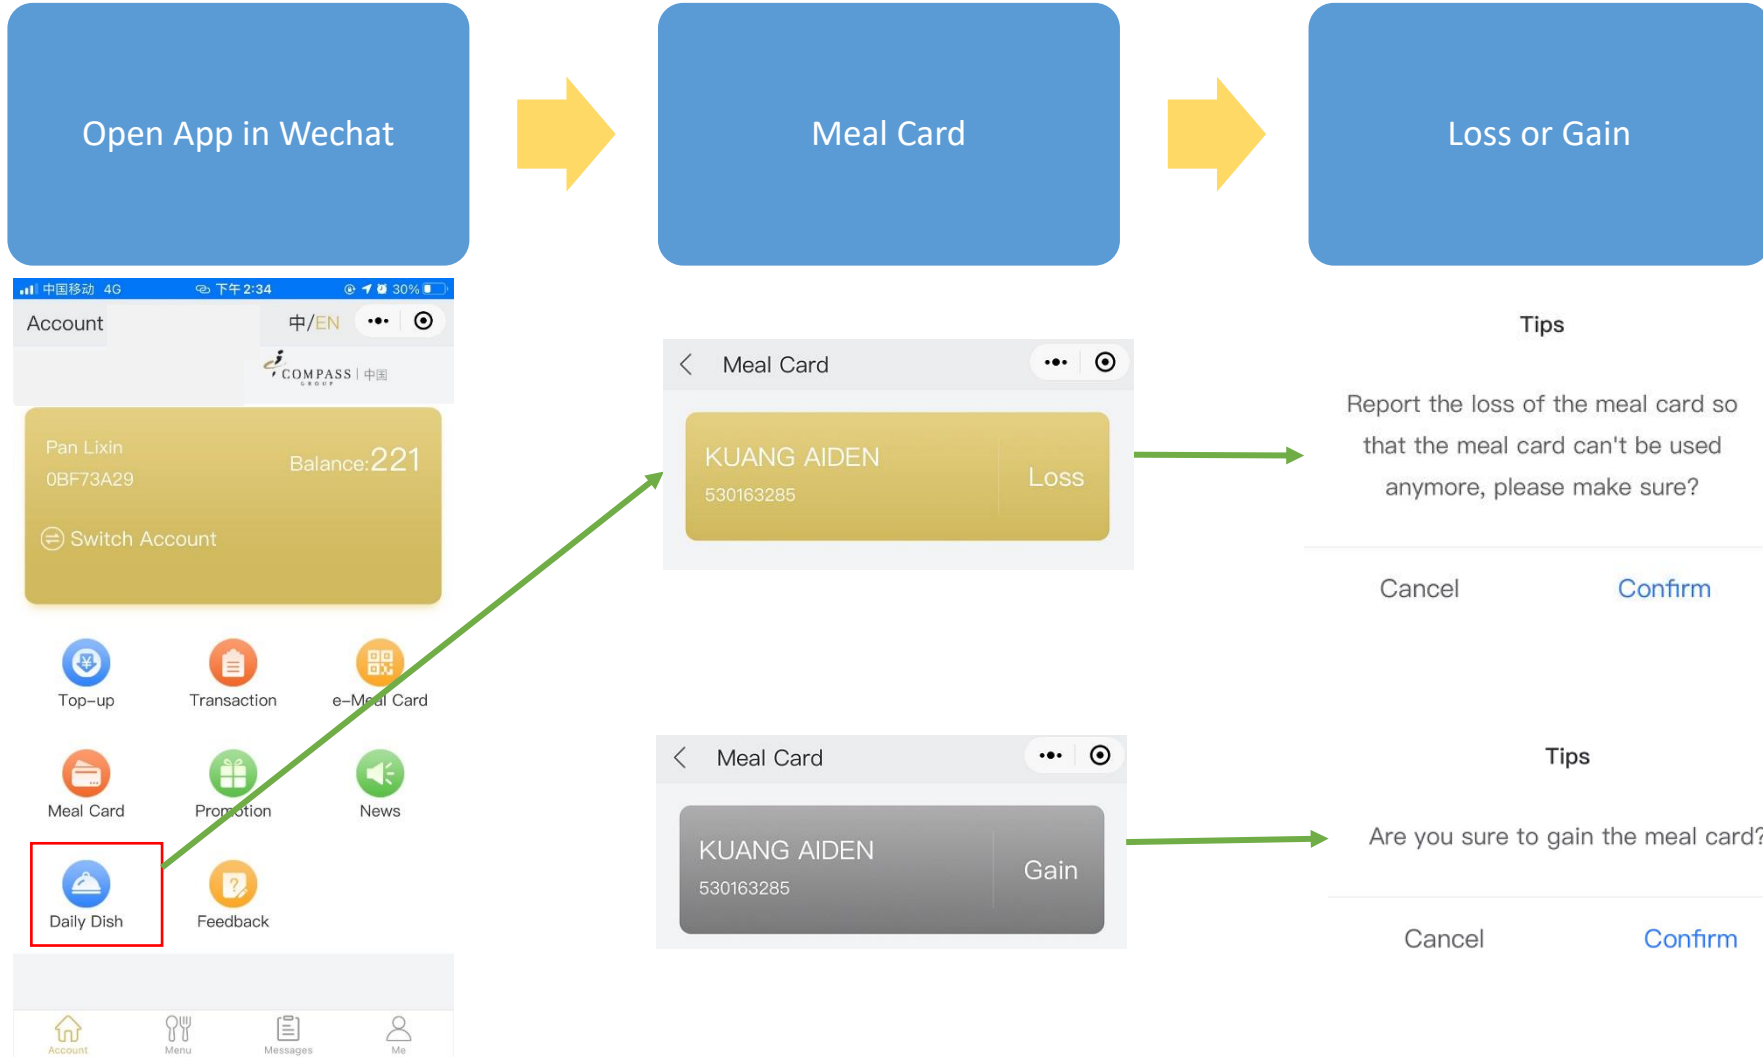 Open App in Wechat
Meal Card
Loss or Gain
中国移动 4G 下午2:34 30%
Account 中/EN
COMPASS 中国
GROUP
Pan Lixin
0BF73A29
Balance:221
Switch Account
Top-up Transaction e-Meal Card
Meal Card Promotion News
Daily Dish Feedback
Account Menu Messages Me
Meal Card
KUANG AIDEN
530163285
Loss
Meal Card
KUANG AIDEN
530163285
Gain
Tips
Report the loss of the meal card so
that the meal card can't be used
anymore, please make sure?
Cancel Confirm
Tips
Are you sure to gain the meal card?
Cancel Confirm